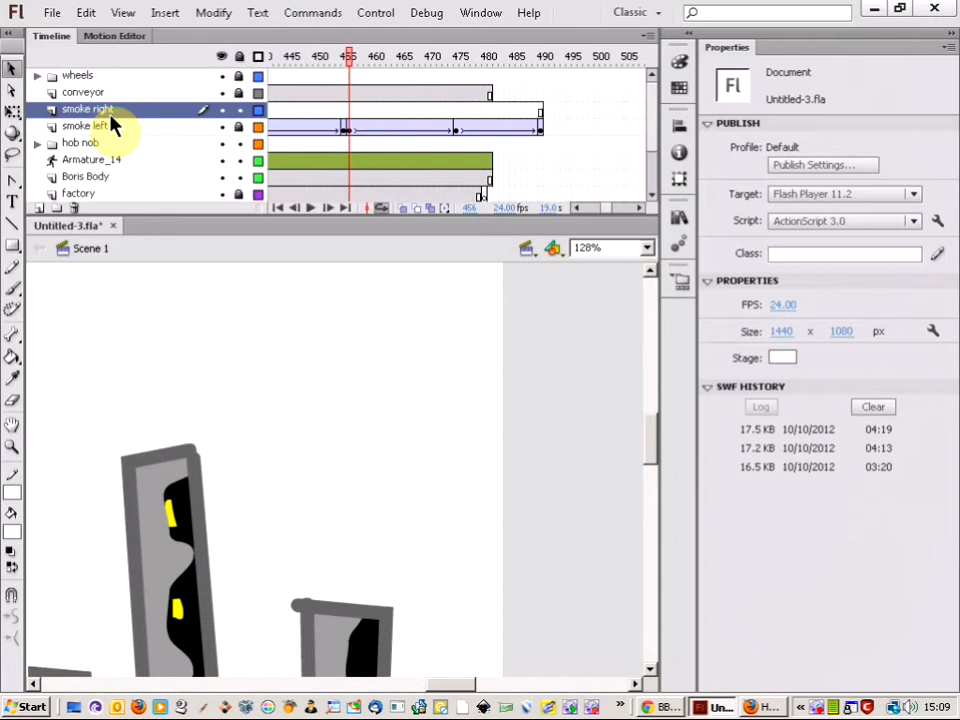 Fl File Edit View Insert Modify Text Commands Control Debug Window Help Classic
Timeline Motion Editor
445 450 455 460 465 470 475 480 485 490 495 500 505
wheels
conveyor
smoke right
smoke left
hob nob
Armature_14
Boris Body
factory
456 24.00fps 19.0s
Untitled-3.fla*
Scene 1
128%
Properties
Fl
Document
Untitled-3.fla
PUBLISH
Profile: Default
Publish Settings...
Target: Flash Player 11.2
Script: ActionScript 3.0
Class:
PROPERTIES
FPS: 24.00
Size: 1440 x 1080 px
Stage:
SWF HISTORY
Log Clear
17.5 KB 10/10/2012 04:19
17.2 KB 10/10/2012 04:13
16.5 KB 10/10/2012 03:20
Start
BB...
Un...
H...
15:09